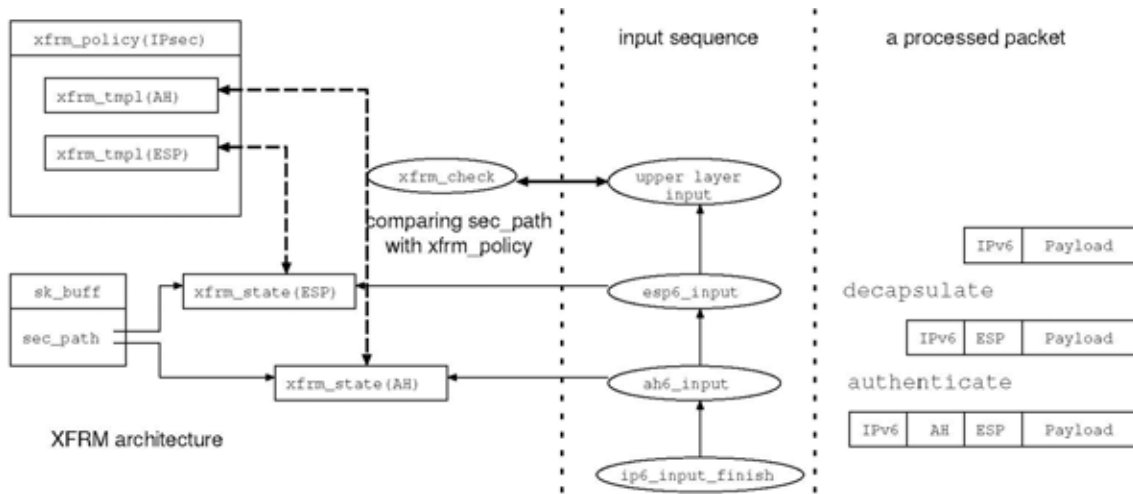 xfrm_policy(IPsec)
xfrm_tmpl(AH)
xfrm_tmpl(ESP)
sk_buff
sec_path
xfrm_state(ESP)
xfrm_state(AH)
xfrm_check
comparing sec_path
with xfrm_policy
XFRM architecture
input sequence
upper layer
input
esp6_input
ah6_input
ip6_input_finish
a processed packet
IPv6 Payload
decapsulate
IPv6 ESP Payload
authenticate
IPv6 AH ESP Payload